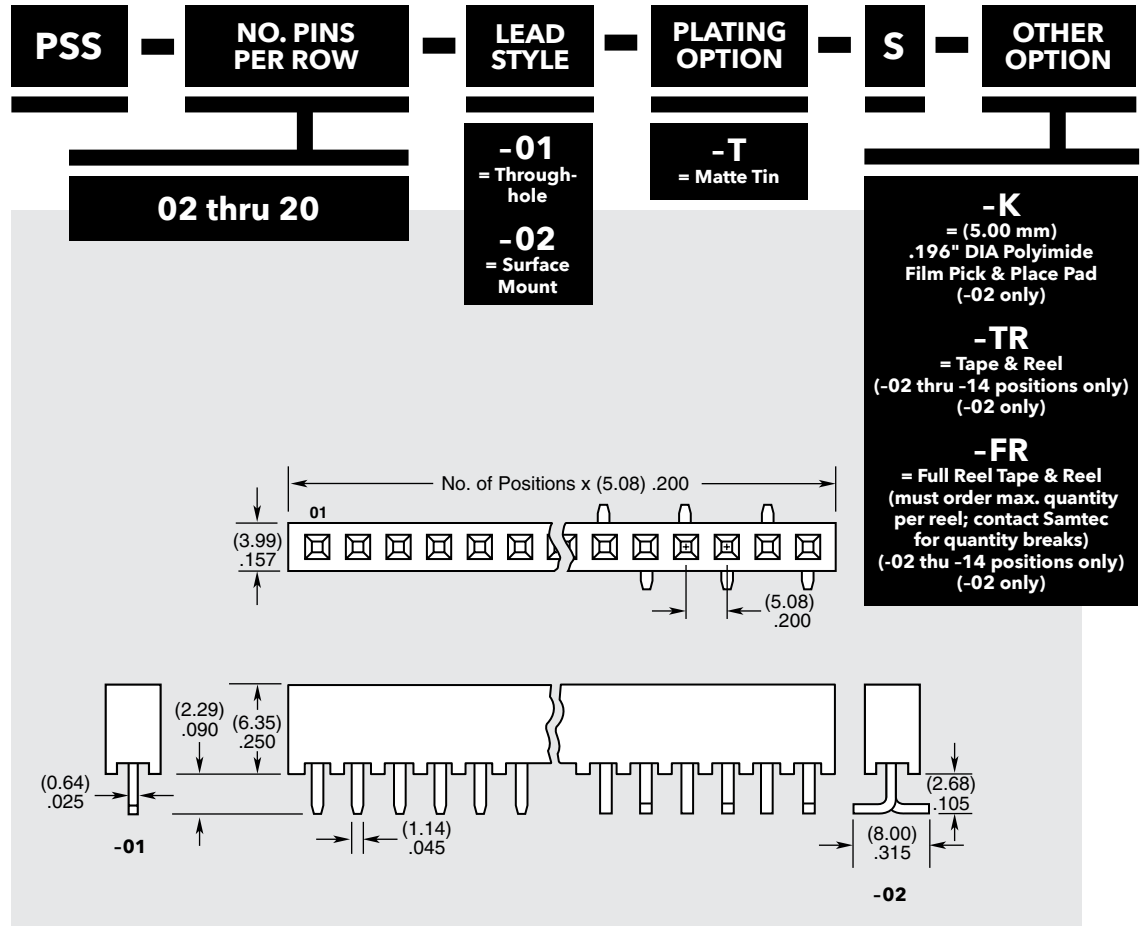 PSS - NO. PINS PER ROW - LEAD STYLE - PLATING OPTION - S - OTHER OPTION
02 thru 20
-01
= Through-
hole
-02
= Surface
Mount
-T
= Matte Tin
-K
= (5.00 mm)
.196" DIA Polyimide
Film Pick & Place Pad
(-02 only)
-TR
= Tape & Reel
(-02 thru -14 positions only)
(-02 only)
-FR
= Full Reel Tape & Reel
(must order max. quantity
per reel; contact Samtec
for quantity breaks)
(-02 thu -14 positions only)
(-02 only)
No. of Positions x (5.08) .200
01
(3.99)
.157
(5.08)
.200
(2.29)
.090
(6.35)
.250
(0.64)
.025
-01
(1.14)
.045
(2.68)
.105
(8.00)
.315
-02